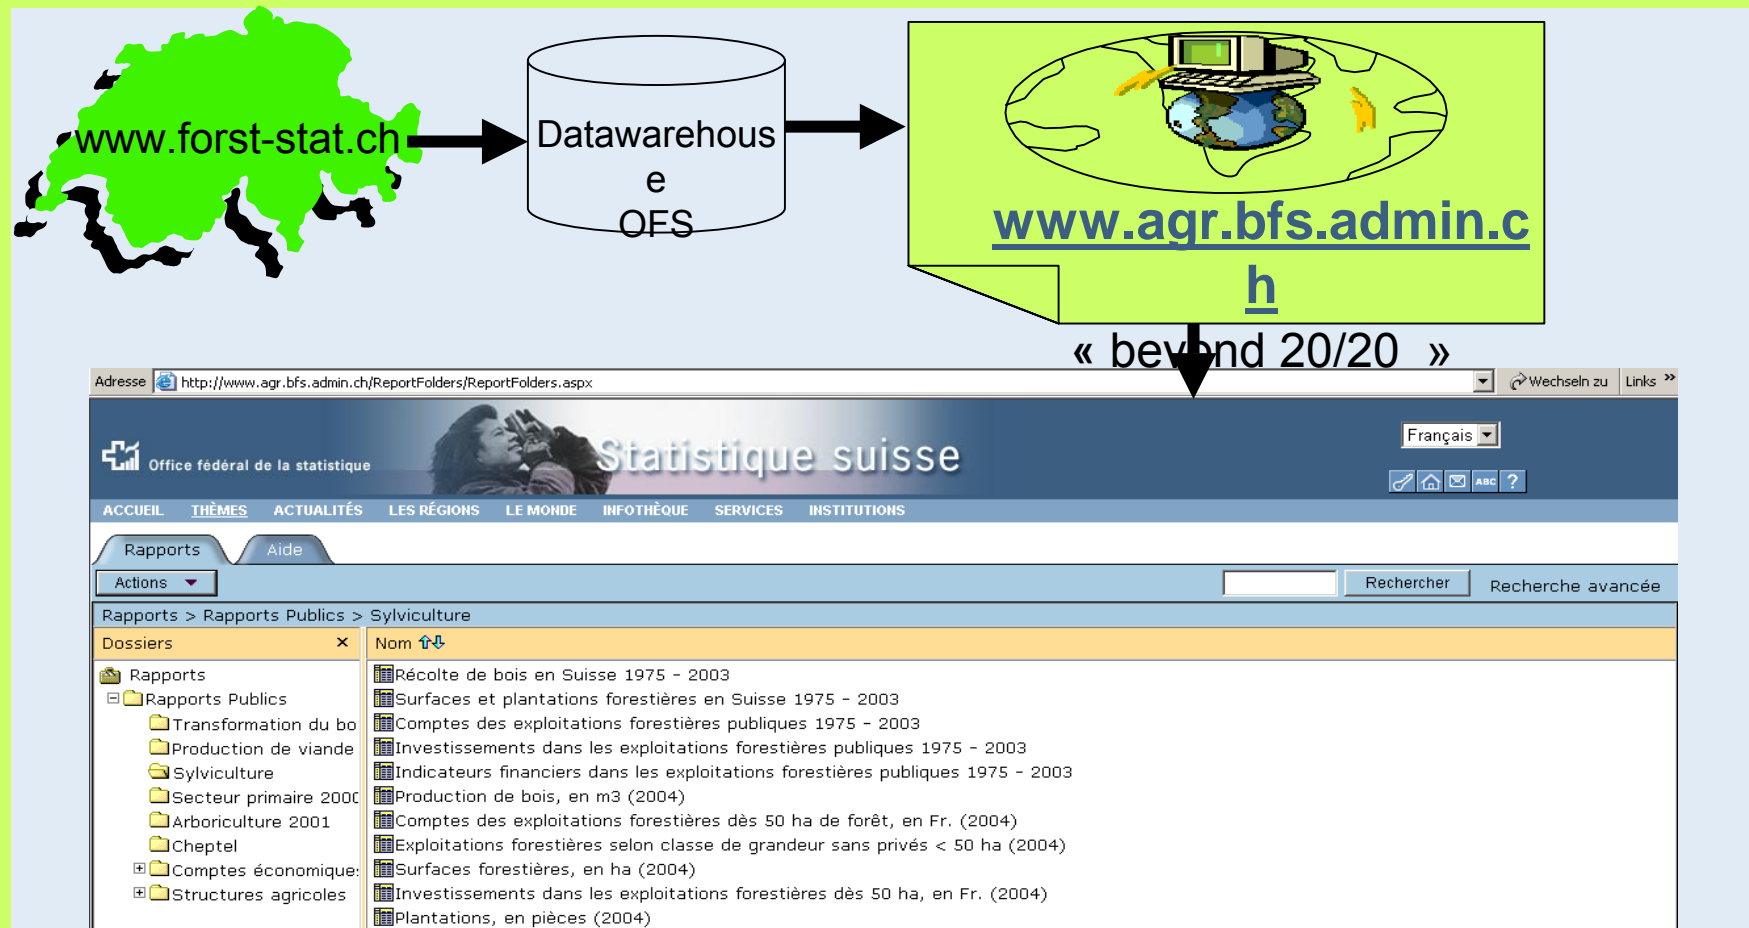 www.forst-stat.ch
Datawarehous
e
OFS
www.agr.bfs.admin.c
h
« beyond 20/20 »
Adresse http://www.agr.bfs.admin.ch/ReportFolders/ReportFolders.aspx Wechseln zu Links »
Office fédéral de la statistique
Statistique suisse
Français
ABC ?
ACCUEIL THÈMES ACTUALITÉS LES RÉGIONS LE MONDE INFOTHÈQUE SERVICES INSTITUTIONS
Rapports Aide
Actions Rechercher Recherche avancée
Rapports > Rapports Publics > Sylviculture
Dossiers × Nom
Rapports
Rapports Publics
Transformation du bo
Production de viande
Sylviculture
Secteur primaire 2000
Arboriculture 2001
Cheptel
Comptes économique
Structures agricoles
Récolte de bois en Suisse 1975 - 2003
Surfaces et plantations forestières en Suisse 1975 - 2003
Comptes des exploitations forestières publiques 1975 - 2003
Investissements dans les exploitations forestières publiques 1975 - 2003
Indicateurs financiers dans les exploitations forestières publiques 1975 - 2003
Production de bois, en m3 (2004)
Comptes des exploitations forestières dès 50 ha de forêt, en Fr. (2004)
Exploitations forestières selon classe de grandeur sans privés < 50 ha (2004)
Surfaces forestières, en ha (2004)
Investissements dans les exploitations forestières dès 50 ha, en Fr. (2004)
Plantations, en pièces (2004)